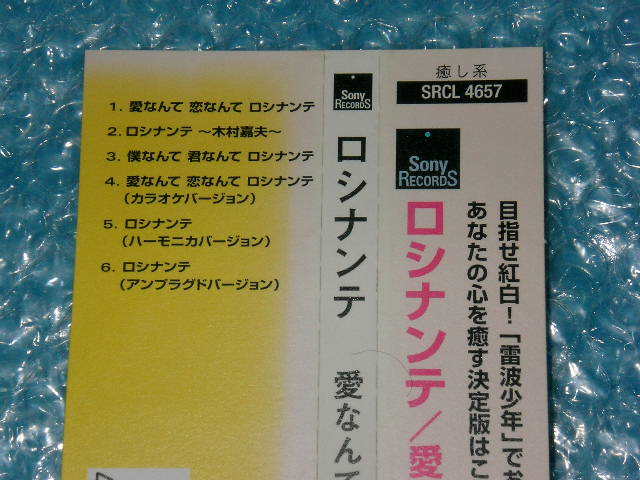 1. 愛なんて 恋なんて ロシナンテ
2. ロシナンテ ～木村嘉夫～
3. 僕なんて 君なんて ロシナンテ
4. 愛なんて 恋なんて ロシナンテ
(カラオケバージョン)
5. ロシナンテ
(ハーモニカバージョン)
6. ロシナンテ
(アンプラグドバージョン)
Sony
RECORDS
ロシナンテ 愛なんて
癒し系
SRCL 4657
Sony
RECORDS
目指せ紅白!「雷波少年」でお
あなたの心を癒す決定版はこ
ロシナンテ/愛